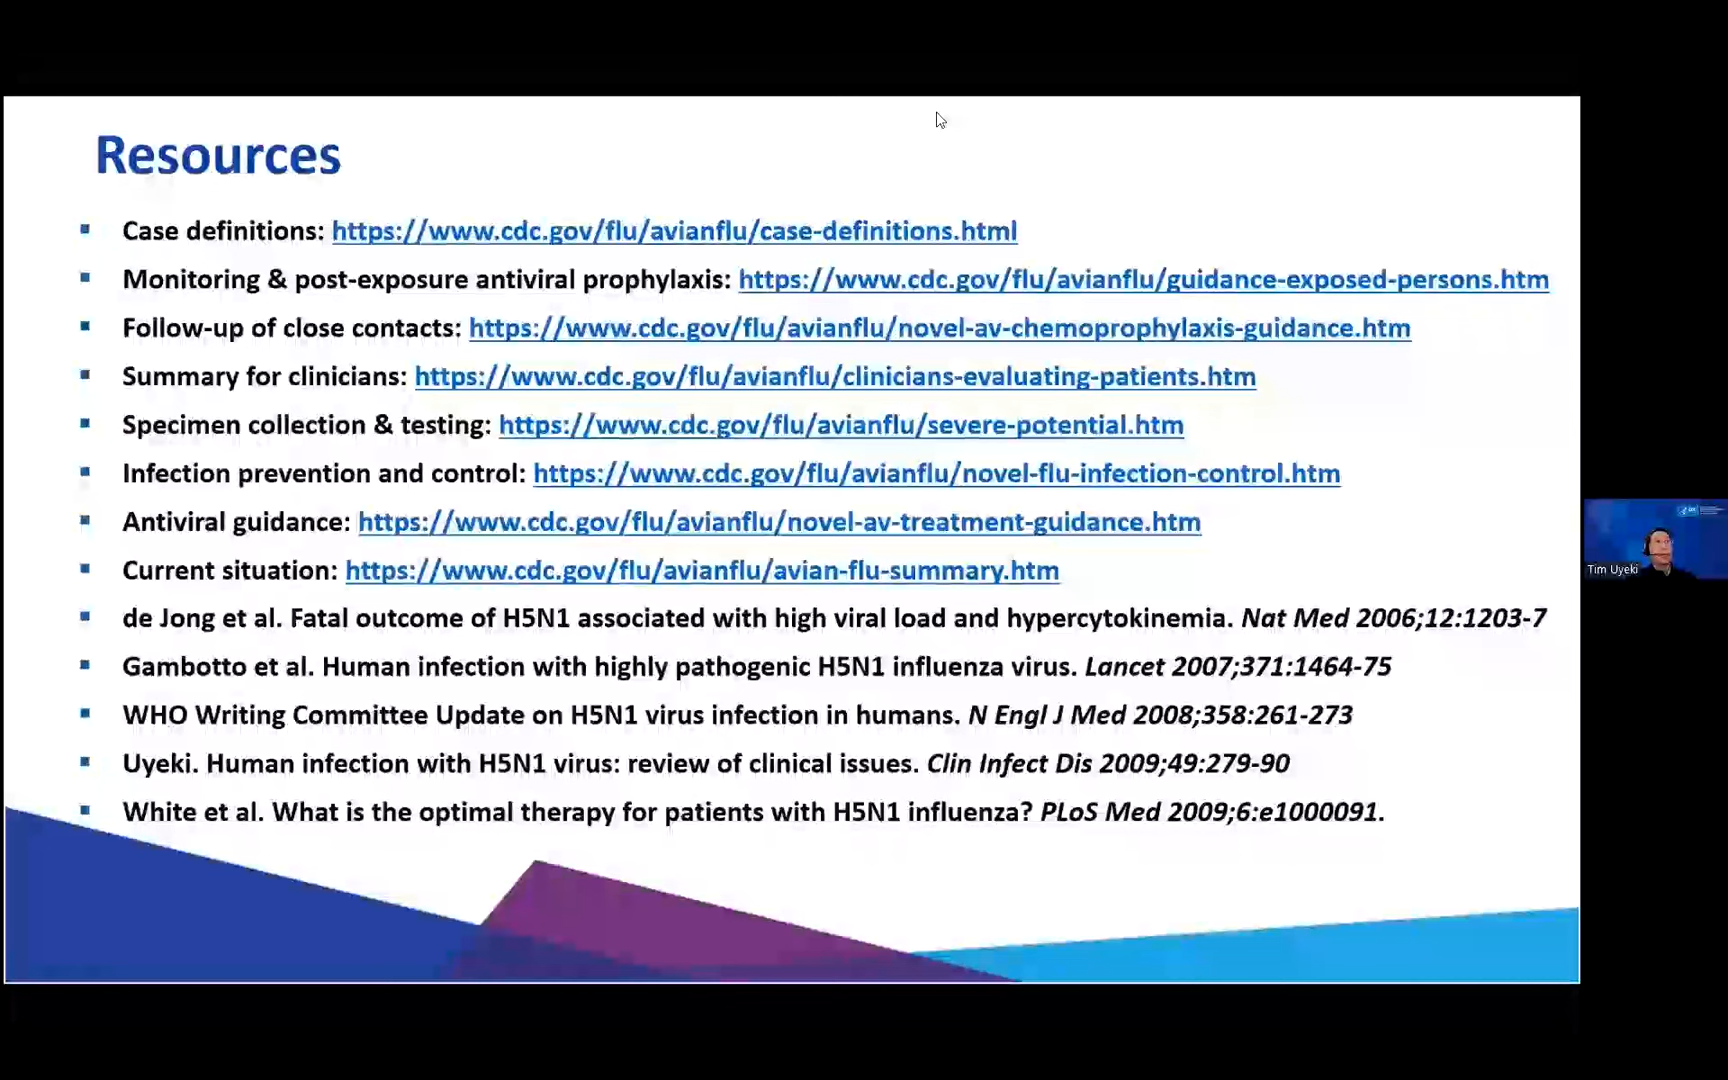 Resources
Case definitions: https://www.cdc.gov/flu/avianflu/case-definitions.html
Monitoring & post-exposure antiviral prophylaxis: https://www.cdc.gov/flu/avianflu/guidance-exposed-persons.htm
Follow-up of close contacts: https://www.cdc.gov/flu/avianflu/novel-av-chemoprophylaxis-guidance.htm
Summary for clinicians: https://www.cdc.gov/flu/avianflu/clinicians-evaluating-patients.htm
Specimen collection & testing: https://www.cdc.gov/flu/avianflu/severe-potential.htm
Infection prevention and control: https://www.cdc.gov/flu/avianflu/novel-flu-infection-control.htm
Antiviral guidance: https://www.cdc.gov/flu/avianflu/novel-av-treatment-guidance.htm
Current situation: https://www.cdc.gov/flu/avianflu/avian-flu-summary.htm
de Jong et al. Fatal outcome of H5N1 associated with high viral load and hypercytokinemia. Nat Med 2006;12:1203-7
Gambotto et al. Human infection with highly pathogenic H5N1 influenza virus. Lancet 2007;371:1464-75
WHO Writing Committee Update on H5N1 virus infection in humans. N Engl J Med 2008;358:261-273
Uyeki. Human infection with H5N1 virus: review of clinical issues. Clin Infect Dis 2009;49:279-90
White et al. What is the optimal therapy for patients with H5N1 influenza? PLoS Med 2009;6:e1000091.
Tim Uyeki